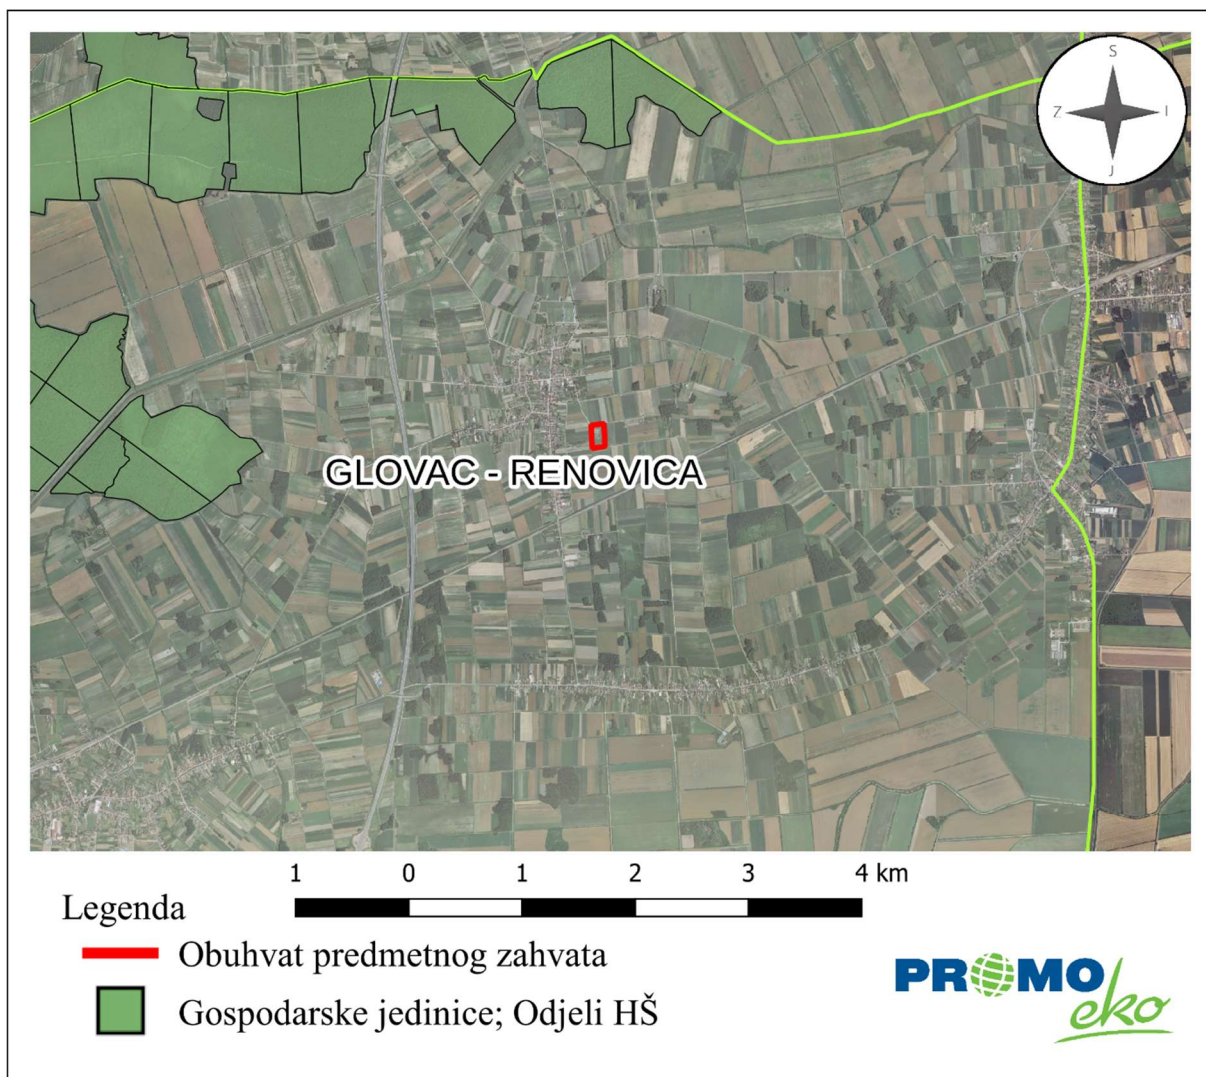 S
Z I
J
GLOVAC - RENOVICA
1 0 1 2 3 4 km
Legenda
Obuhvat predmetnog zahvata
Gospodarske jedinice; Odjeli HŠ
PROMO
eko